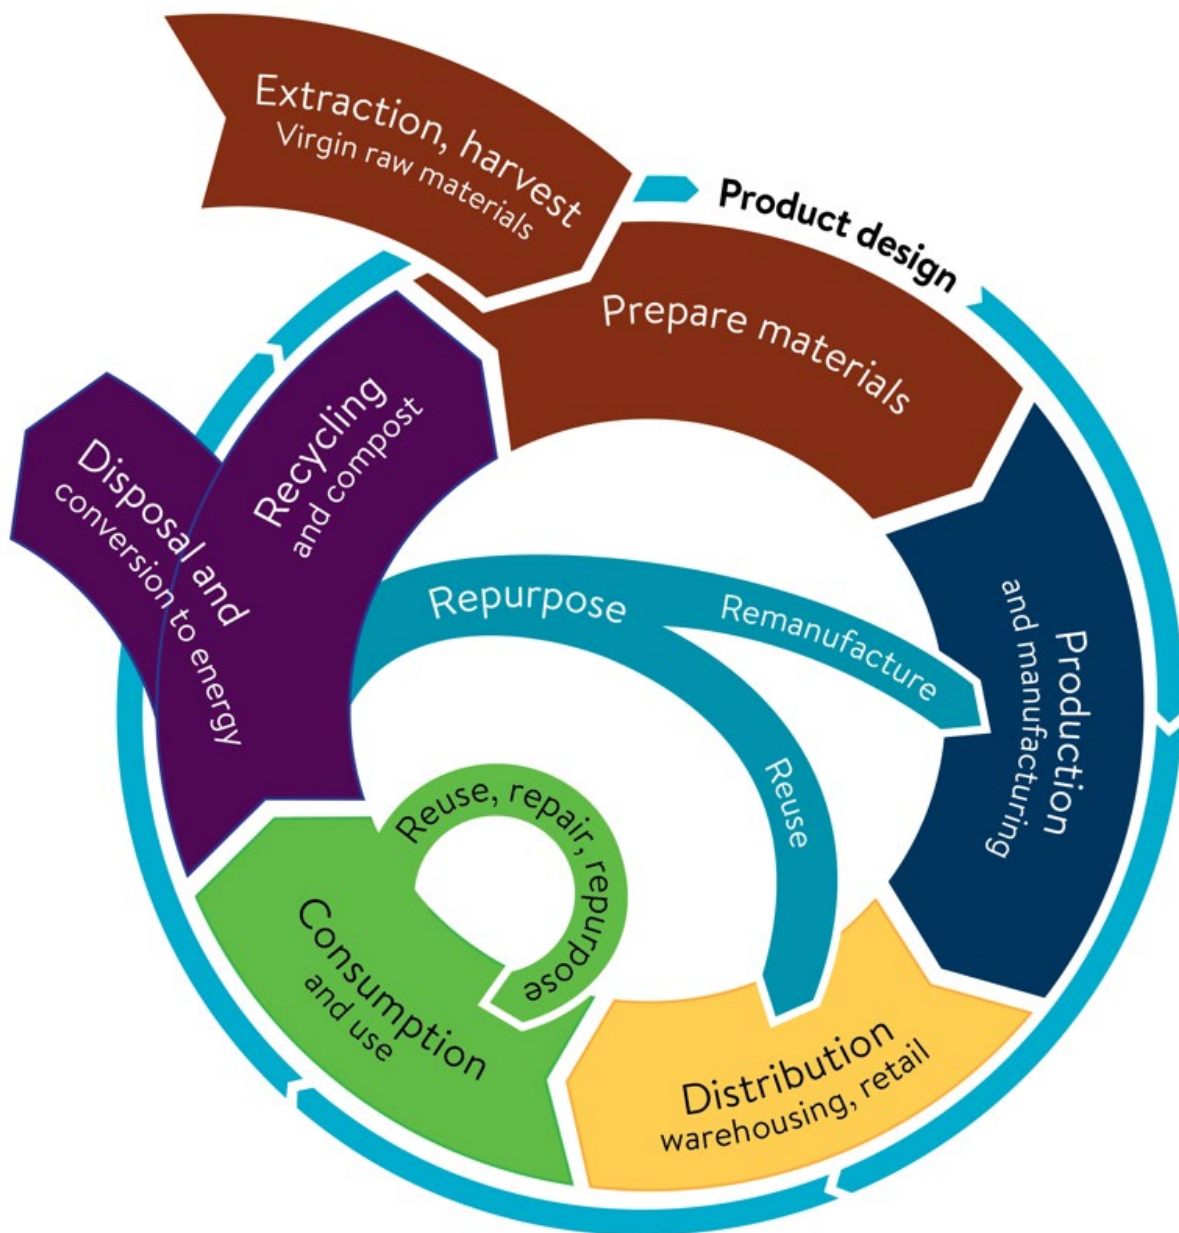 Extraction, harvest
Virgin raw materials
Product design
Prepare materials
Production
and manufacturing
Distribution
warehousing, retail
Consumption
and use
Reuse, repair, repurpose
Recycling
and compost
Disposal and
conversion to energy
Repurpose
Remanufacture
Reuse